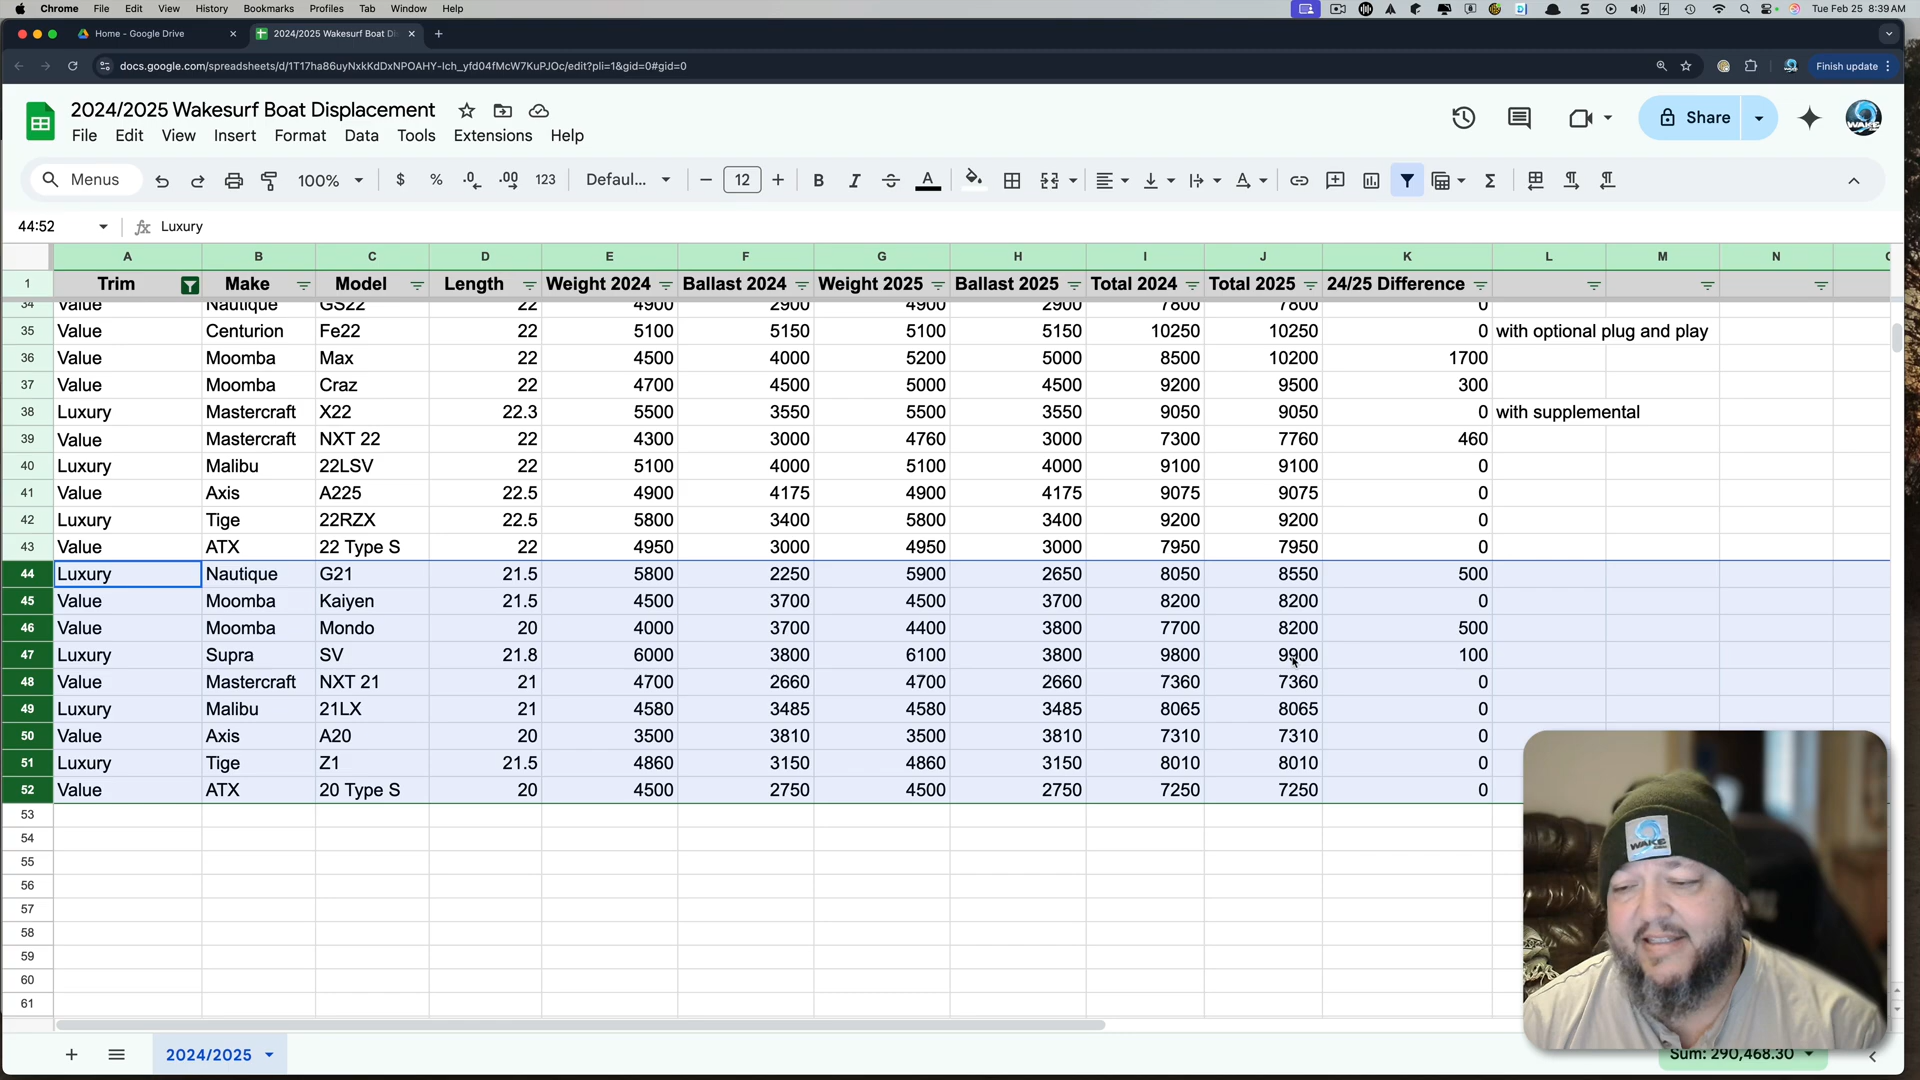 Chrome File Edit View History Bookmarks Profiles Tab Window Help Tue Feb 25 8:39 AM
Home - Google Drive 2024/2025 Wakesurf Boat Di
docs.google.com/spreadsheets/d/1T17ha86uyNxkKdDxNPOAHY-Ich_yfd04fMcW7KuPJOc/edit?pli=1&gid=0#gid=0 Finish update
2024/2025 Wakesurf Boat Displacement
File Edit View Insert Format Data Tools Extensions Help
Share
WAKE
Menus 100% $ % .0 .00 123 Defaul... 12 B I S A
44:52 fx Luxury
A B C D E F G H I J K L M N
1 Trim Make Model Length Weight 2024 Ballast 2024 Weight 2025 Ballast 2025 Total 2024 Total 2025 24/25 Difference
34 Value Nautique GS22 22 4900 2900 4900 2900 7800 7800 0
35 Value Centurion Fe22 22 5100 5150 5100 5150 10250 10250 0 with optional plug and play
36 Value Moomba Max 22 4500 4000 5200 5000 8500 10200 1700
37 Value Moomba Craz 22 4700 4500 5000 4500 9200 9500 300
38 Luxury Mastercraft X22 22.3 5500 3550 5500 3550 9050 9050 0 with supplemental
39 Value Mastercraft NXT 22 22 4300 3000 4760 3000 7300 7760 460
40 Luxury Malibu 22LSV 22 5100 4000 5100 4000 9100 9100 0
41 Value Axis A225 22.5 4900 4175 4900 4175 9075 9075 0
42 Luxury Tige 22RZX 22.5 5800 3400 5800 3400 9200 9200 0
43 Value ATX 22 Type S 22 4950 3000 4950 3000 7950 7950 0
44 Luxury Nautique G21 21.5 5800 2250 5900 2650 8050 8550 500
45 Value Moomba Kaiyen 21.5 4500 3700 4500 3700 8200 8200 0
46 Value Moomba Mondo 20 4000 3700 4400 3800 7700 8200 500
47 Luxury Supra SV 21.8 6000 3800 6100 3800 9800 9900 100
48 Value Mastercraft NXT 21 21 4700 2660 4700 2660 7360 7360 0
49 Luxury Malibu 21LX 21 4580 3485 4580 3485 8065 8065 0
50 Value Axis A20 20 3500 3810 3500 3810 7310 7310 0
51 Luxury Tige Z1 21.5 4860 3150 4860 3150 8010 8010 0
52 Value ATX 20 Type S 20 4500 2750 4500 2750 7250 7250 0
53
54
55
56
57
58
59
60
61
WAKE
2024/2025
Sum: 290,468.30